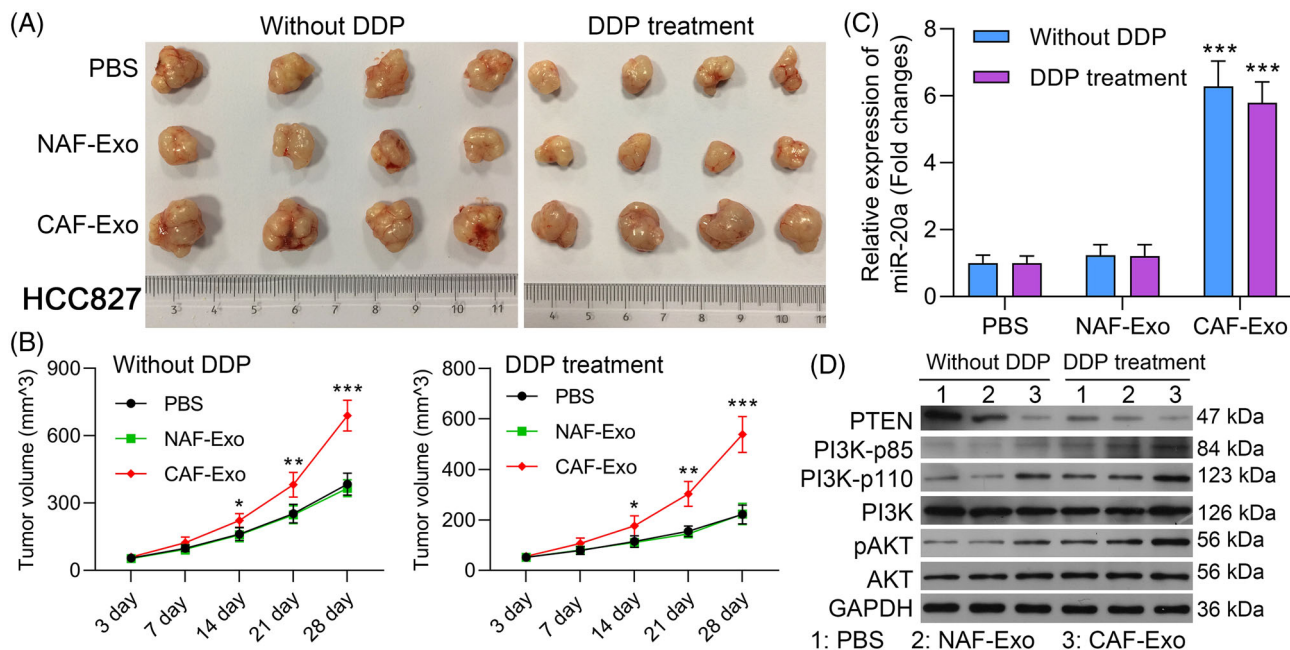 (A)
Without DDP
DDP treatment
PBS
NAF-Exo
CAF-Exo
HCC827
3 4 5 6 7 8 9 10 11
4 5 6 7 8 9 10 11
(B)
Without DDP
Tumor volume (mm^3)
900
600
300
0
PBS
NAF-Exo
CAF-Exo
*
**
***
3 day
7 day
14 day
21 day
28 day
DDP treatment
Tumor volume (mm^3)
800
600
400
200
0
PBS
NAF-Exo
CAF-Exo
*
**
***
3 day
7 day
14 day
21 day
28 day
(C)
Relative expression of
miR-20a (Fold changes)
8
6
4
2
0
Without DDP
DDP treatment
***
***
PBS
NAF-Exo
CAF-Exo
(D)
Without DDP DDP treatment
1 2 3 1 2 3
PTEN 47 kDa
PI3K-p85 84 kDa
PI3K-p110 123 kDa
PI3K 126 kDa
pAKT 56 kDa
AKT 56 kDa
GAPDH 36 kDa
1: PBS 2: NAF-Exo 3: CAF-Exo